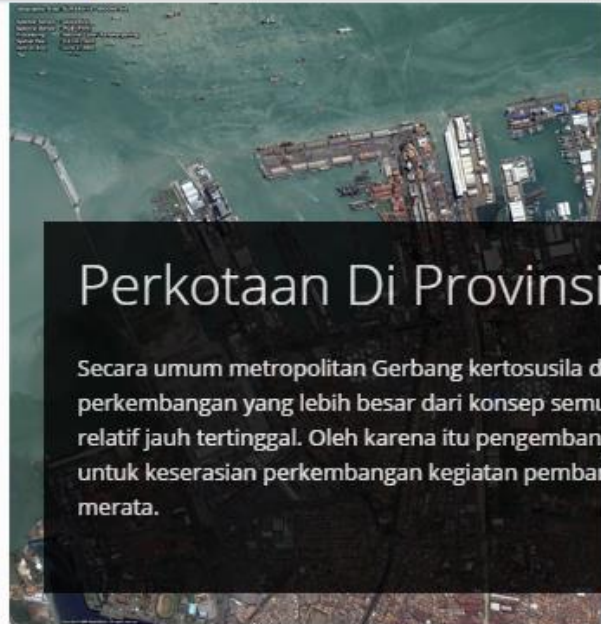 Perkotaan Di Provinsi
Secara umum metropolitan Gerbang kertosusila d
perkembangan yang lebih besar dari konsep semu
relatif jauh tertinggal. Oleh karena itu pengemban
untuk keserasian perkembangan kegiatan pemban
merata.